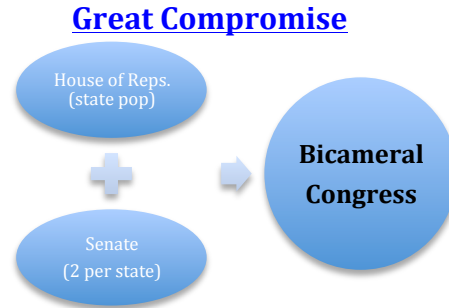 Great Compromise
House of Reps.
(state pop)
Bicameral
Congress
Senate
(2 per state)